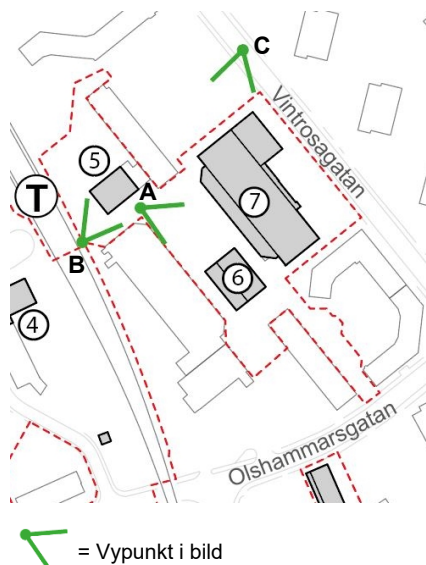 C
Vintrosagatan
5
T
A
7
B
6
4
Olshammarsgatan
= Vypunkt i bild